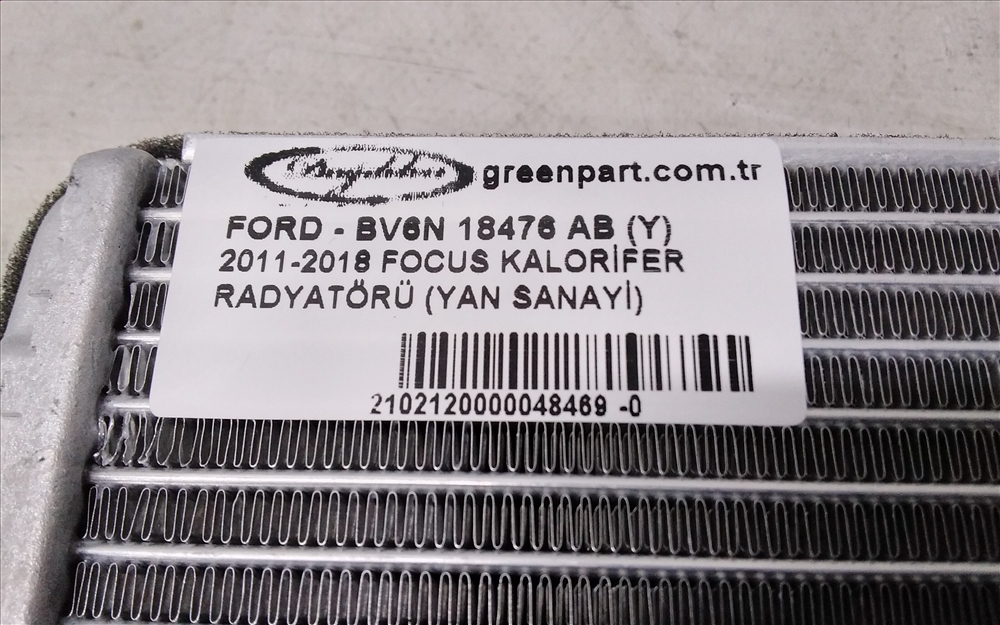 greenpart.com.tr
FORD - BV6N 18476 AB (Y)
2011-2018 FOCUS KALORİFER
RADYATÖRÜ (YAN SANAYİ)
2102120000048469 -0